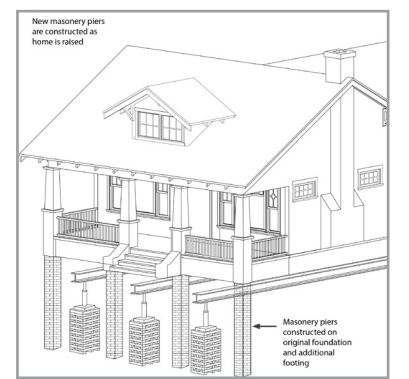 New masonry piers
are constructed as
home is raised
Masonry piers
constructed on
original foundation
and additional
footing